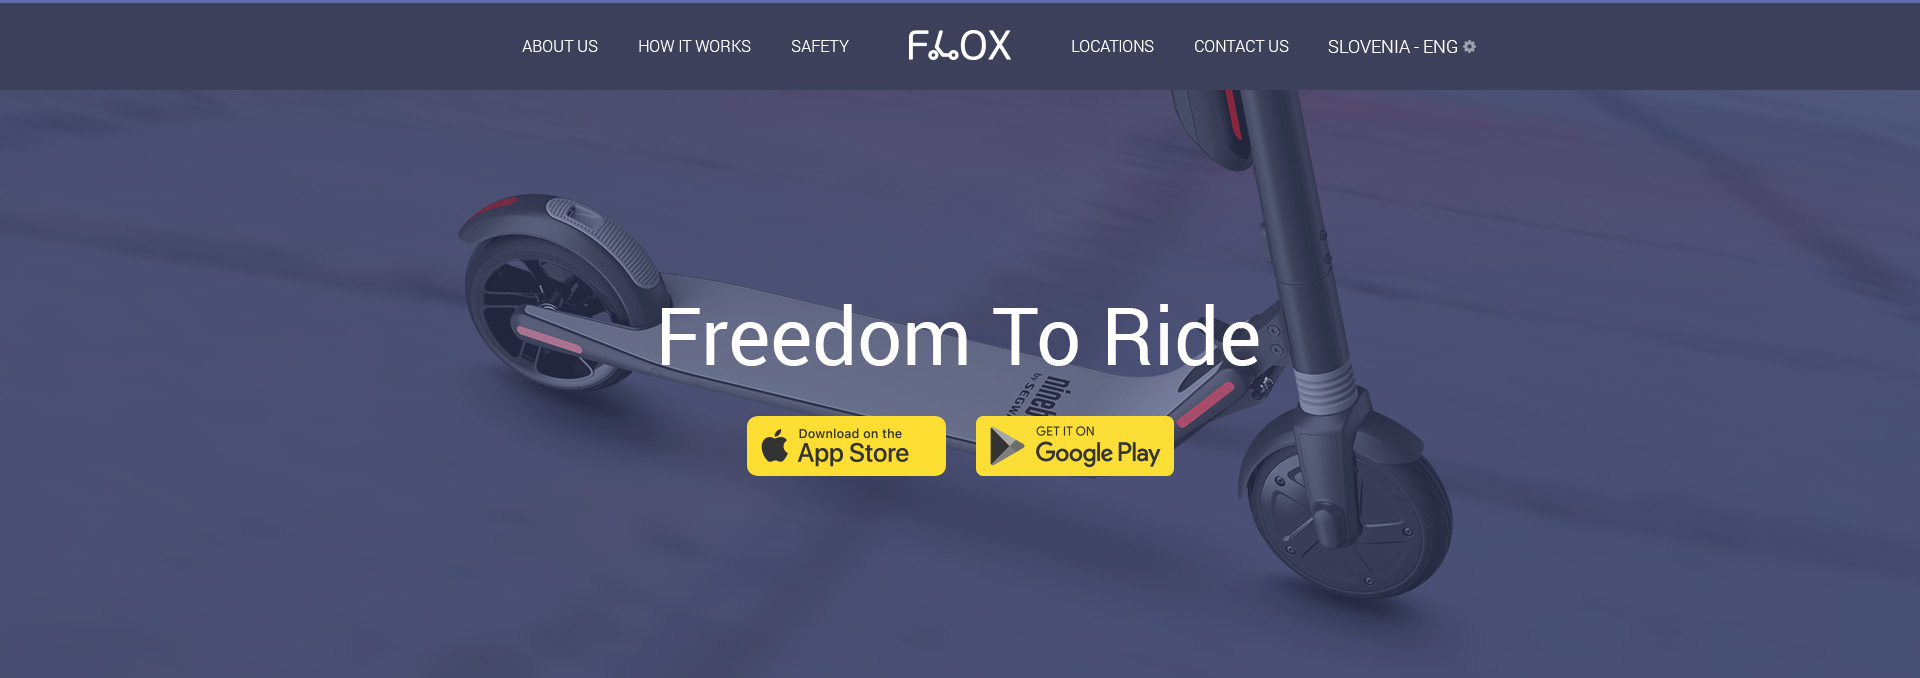 ABOUT US
HOW IT WORKS
SAFETY
FLOX
LOCATIONS
CONTACT US
SLOVENIA - ENG
Freedom To Ride
by SEGW
Download on the
App Store
GET IT ON
Google Play